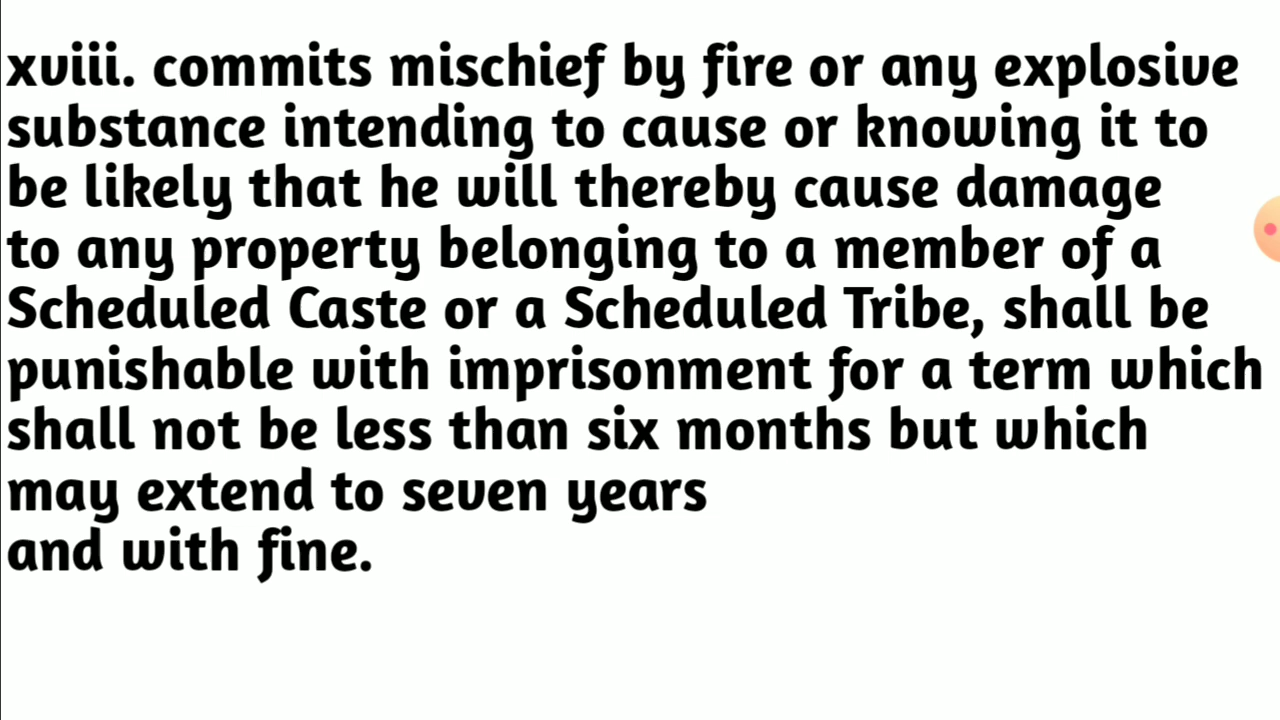 xviii. commits mischief by fire or any explosive
substance intending to cause or knowing it to
be likely that he will thereby cause damage
to any property belonging to a member of a
Scheduled Caste or a Scheduled Tribe, shall be
punishable with imprisonment for a term which
shall not be less than six months but which
may extend to seven years
and with fine.